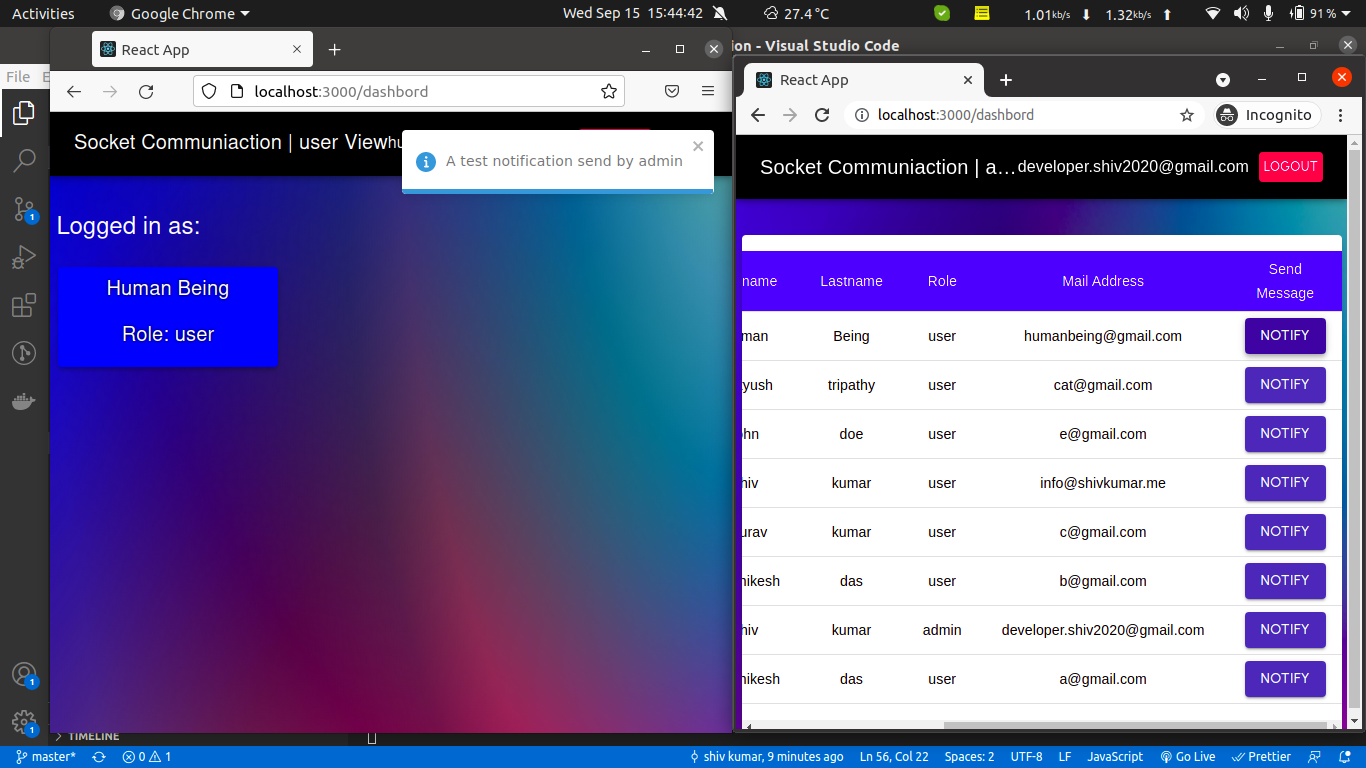 Activities Google Chrome Wed Sep 15 15:44:42 27.4 °C 1.01kb/s 1.32kb/s 91 %
ion - Visual Studio Code
File E
React App
localhost:3000/dashbord
Socket Communiaction | user View
A test notification send by admin
Logged in as:
Human Being
Role: user
React App
localhost:3000/dashbord Incognito
Socket Communiaction | a... developer.shiv2020@gmail.com LOGOUT
name Lastname Role Mail Address Send Message
man Being user humanbeing@gmail.com NOTIFY
yush tripathy user cat@gmail.com NOTIFY
ohn doe user e@gmail.com NOTIFY
hiv kumar user info@shivkumar.me NOTIFY
urav kumar user c@gmail.com NOTIFY
hikesh das user b@gmail.com NOTIFY
hiv kumar admin developer.shiv2020@gmail.com NOTIFY
hikesh das user a@gmail.com NOTIFY
1
1
1
TIMELINE
master* 0 1 shiv kumar, 9 minutes ago Ln 56, Col 22 Spaces: 2 UTF-8 LF JavaScript Go Live Prettier